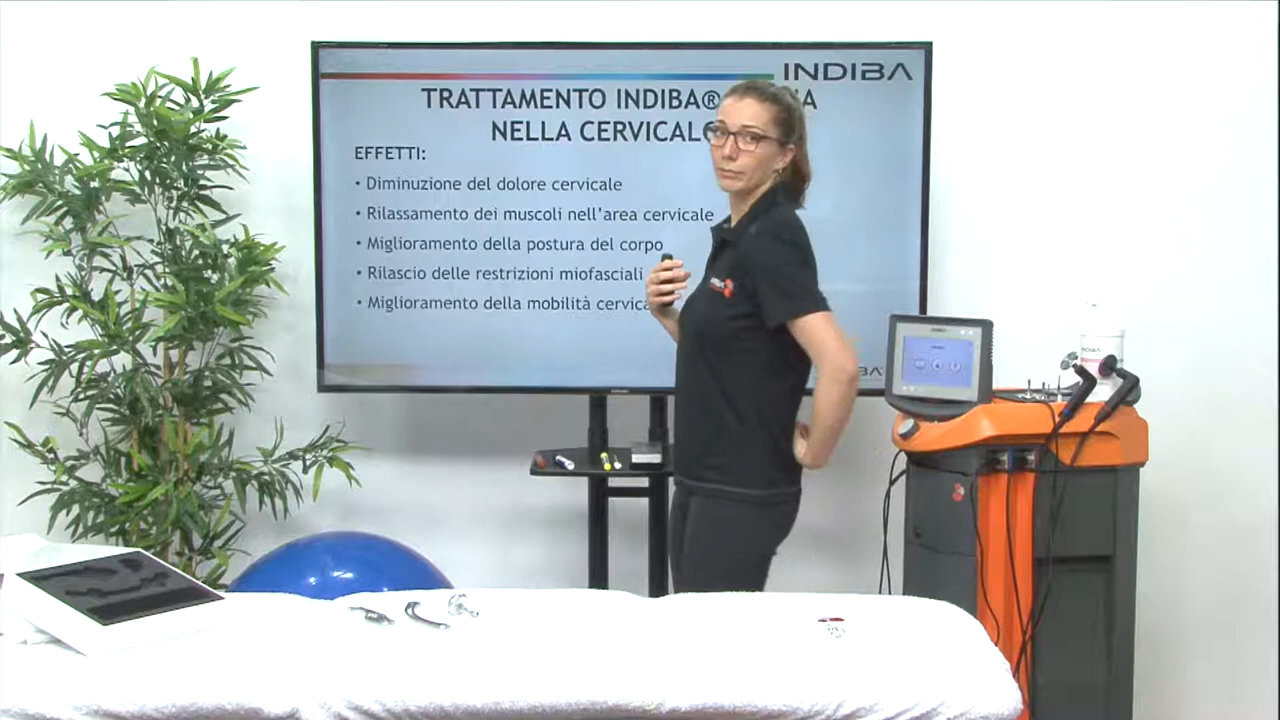 INDIBA
TRATTAMENTO INDIBA®
NELLA CERVICALG
EFFETTI:
• Diminuzione del dolore cervicale
• Rilassamento dei muscoli nell'area cervicale
• Miglioramento della postura del corpo
• Rilascio delle restrizioni miofasciali
• Miglioramento della mobilità cervica